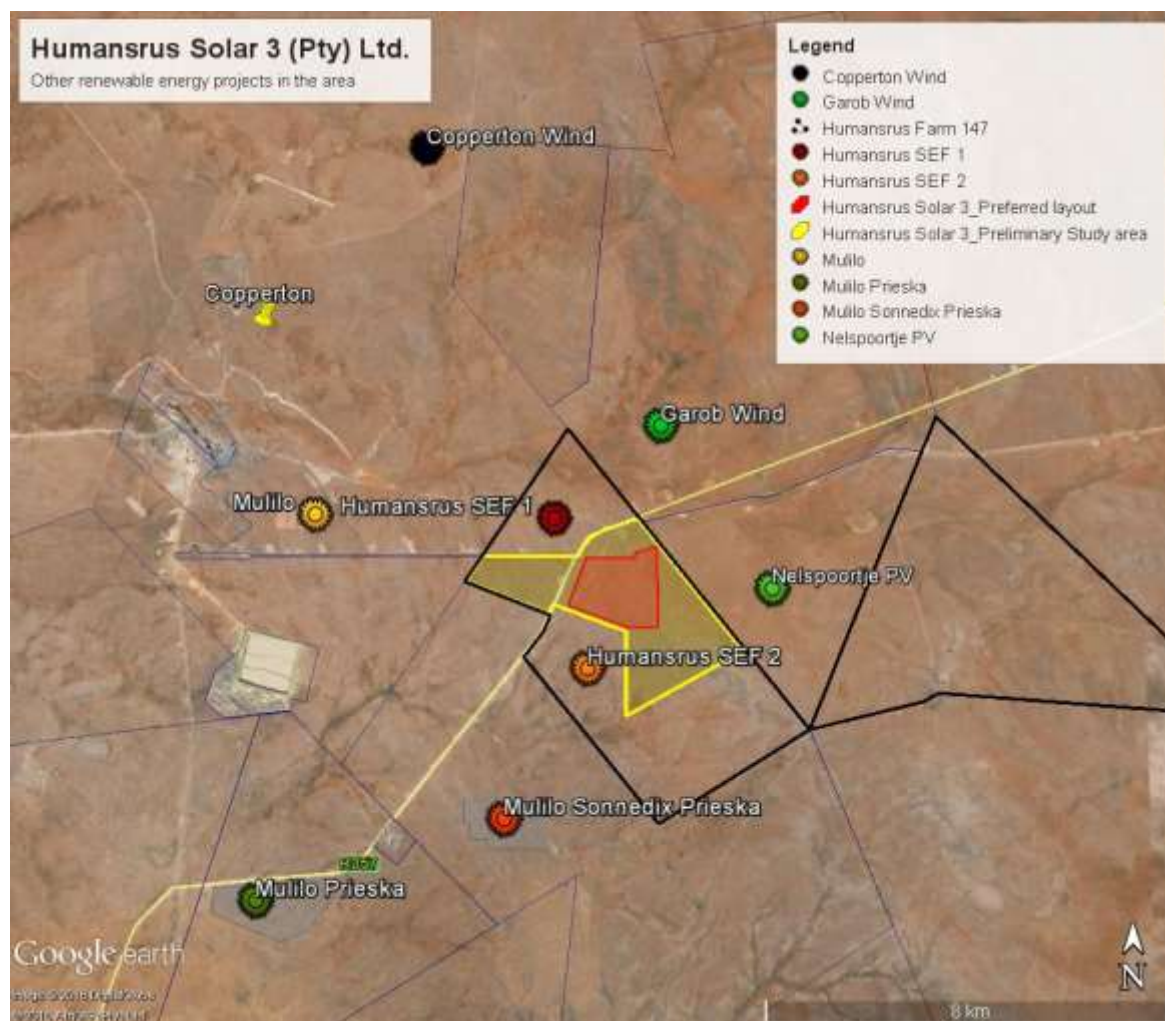 Humansrus Solar 3 (Pty) Ltd.
Other renewable energy projects in the area
Legend
Copperton Wind
Garob Wind
Humansrus Farm 147
Humansrus SEF 1
Humansrus SEF 2
Humansrus Solar 3_Preferred layout
Humansrus Solar 3_Preliminary Study area
Mulilo
Mulilo Prieska
Mulilo Sonnedix Prieska
Nelspoortje PV
Copperton Wind
Copperton
Garob Wind
Mulilo
Humansrus SEF 1
Nelspoortje PV
Humansrus SEF 2
Mulilo Sonnedix Prieska
R357
Mulilo Prieska
Google earth
N
8 km